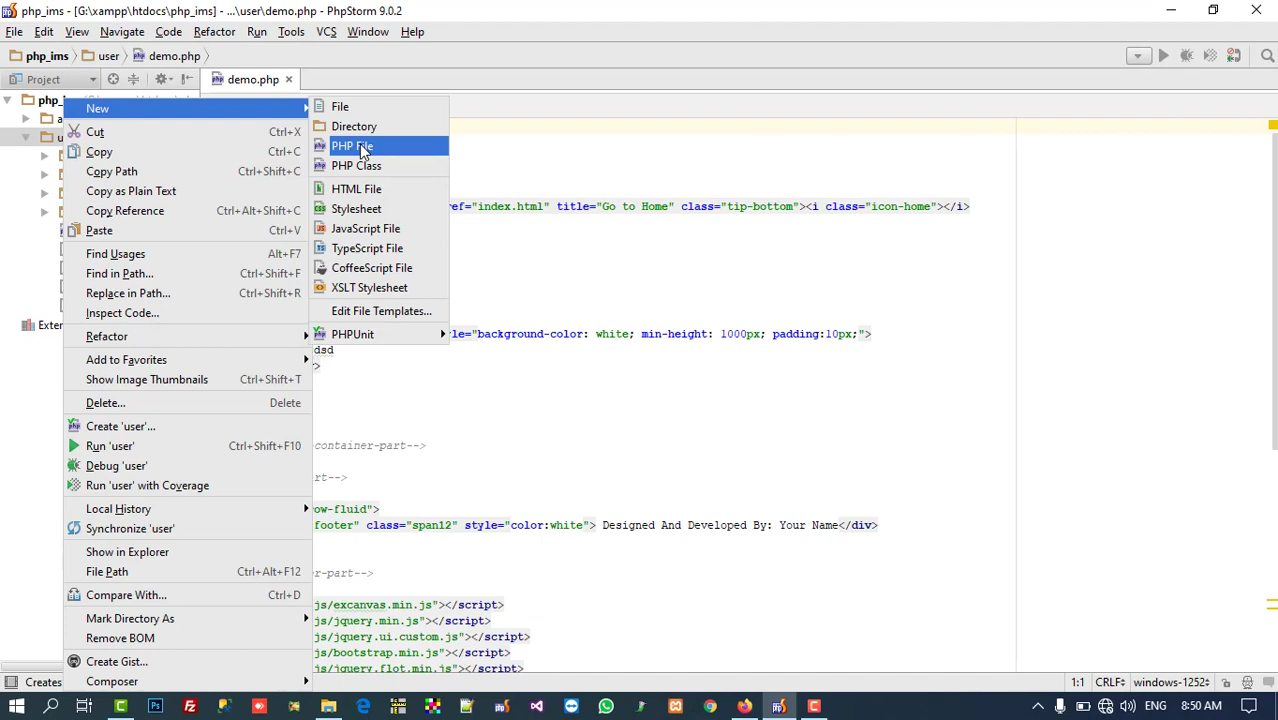 php_ims - [G:\xampp\htdocs\php_ims] - ...\user\demo.php - PhpStorm 9.0.2
File Edit View Navigate Code Refactor Run Tools VCS Window Help
php_ims user demo.php
Project demo.php
php_i
New
File
a
Cut Ctrl+X
Directory
u
Copy Ctrl+C
PHP File
Copy Path Ctrl+Shift+C
PHP Class
Copy as Plain Text
HTML File
Copy Reference Ctrl+Alt+Shift+C
Stylesheet
ref="index.html" title="Go to Home" class="tip-bottom"><i class="icon-home"></i>
Paste Ctrl+V
JavaScript File
Find Usages Alt+F7
TypeScript File
Find in Path... Ctrl+Shift+F
CoffeeScript File
Replace in Path... Ctrl+Shift+R
XSLT Stylesheet
Inspect Code...
Edit File Templates...
Exter
Refactor
PHPUnit
le="background-color: white; min-height: 1000px; padding:10px;">
dsd
Add to Favorites
>
Show Image Thumbnails Ctrl+Shift+T
Delete... Delete
Create 'user'...
Run 'user' Ctrl+Shift+F10
container-part-->
Debug 'user'
rt-->
Run 'user' with Coverage
Local History
ow-fluid">
Synchronize 'user'
footer" class="span12" style="color:white"> Designed And Developed By: Your Name</div>
Show in Explorer
File Path Ctrl+Alt+F12
er-part-->
Compare With... Ctrl+D
js/excanvas.min.js"></script>
Mark Directory As
js/jquery.min.js"></script>
Remove BOM
js/jquery.ui.custom.js"></script>
js/bootstrap.min.js"></script>
Create Gist...
js/jquery.flot.min.js"></script>
Composer
Creates
1:1 CRLF windows-1252
ENG 8:50 AM